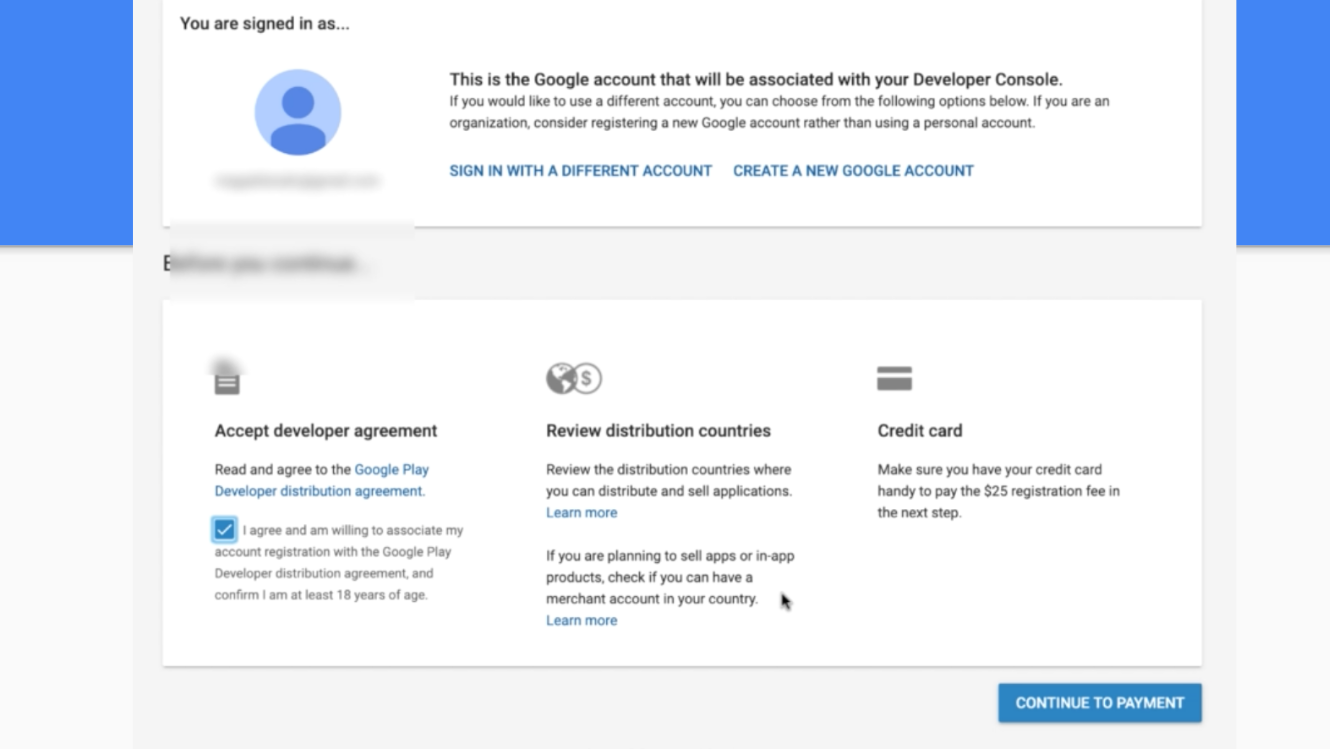 You are signed in as...
This is the Google account that will be associated with your Developer Console.
If you would like to use a different account, you can choose from the following options below. If you are an
organization, consider registering a new Google account rather than using a personal account.
SIGN IN WITH A DIFFERENT ACCOUNT CREATE A NEW GOOGLE ACCOUNT
Before you continue...
Accept developer agreement
Read and agree to the Google Play
Developer distribution agreement.
I agree and am willing to associate my
account registration with the Google Play
Developer distribution agreement, and
confirm I am at least 18 years of age.
$
Review distribution countries
Review the distribution countries where
you can distribute and sell applications.
Learn more
If you are planning to sell apps or in-app
products, check if you can have a
merchant account in your country.
Learn more
Credit card
Make sure you have your credit card
handy to pay the $25 registration fee in
the next step.
CONTINUE TO PAYMENT